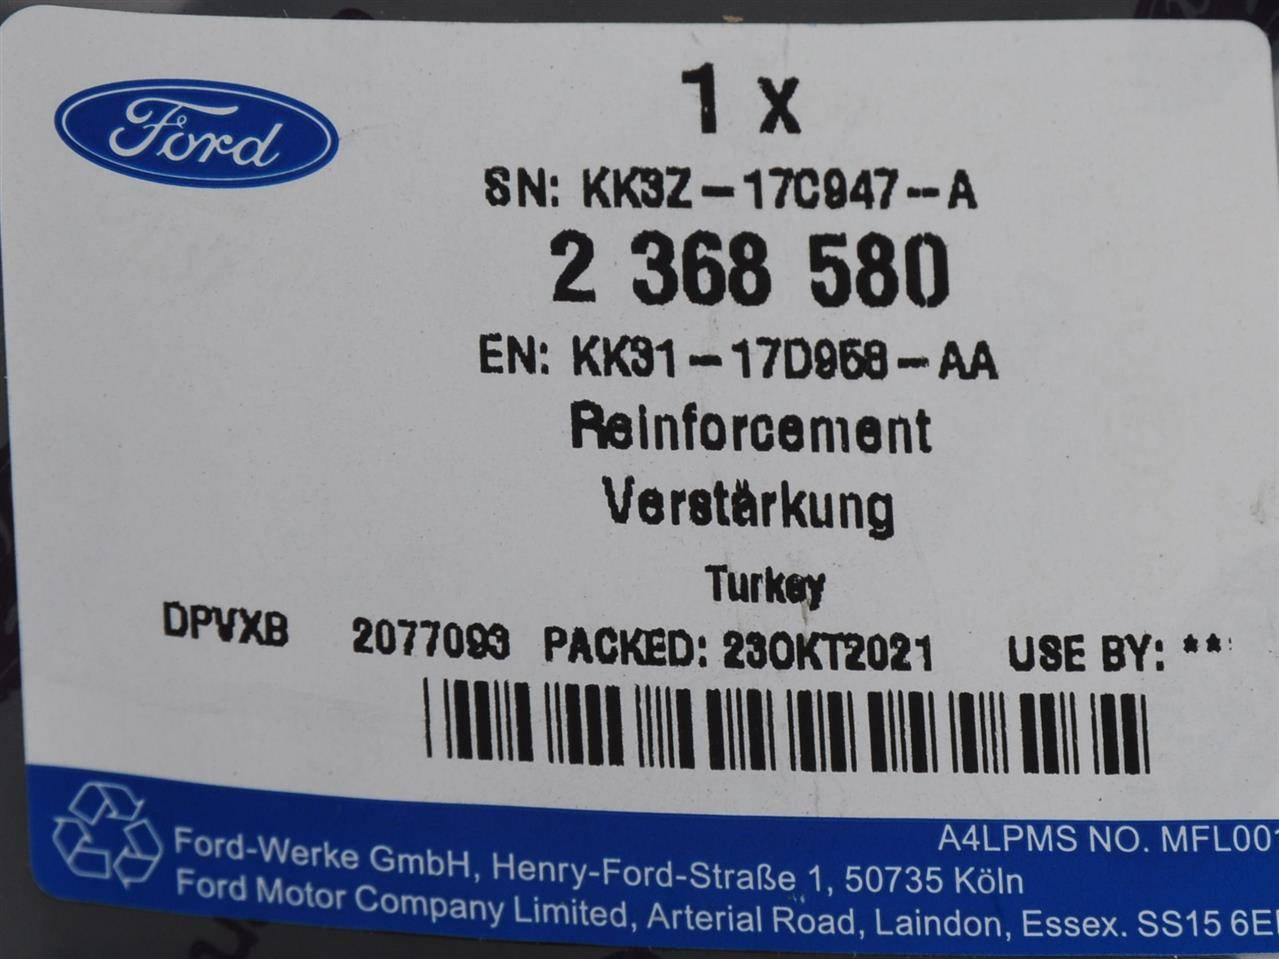 Ford
1 x
SN: KK3Z-17C947--A
2 368 580
EN: KK31-17D958-AA
Reinforcement
Verstärkung
Turkey
DPVXB 2077093 PACKED: 23OKT2021 USE BY: **
A4LPMS NO. MFL001
Ford-Werke GmbH, Henry-Ford-Straße 1, 50735 Köln
Ford Motor Company Limited, Arterial Road, Laindon, Essex. SS15 6E